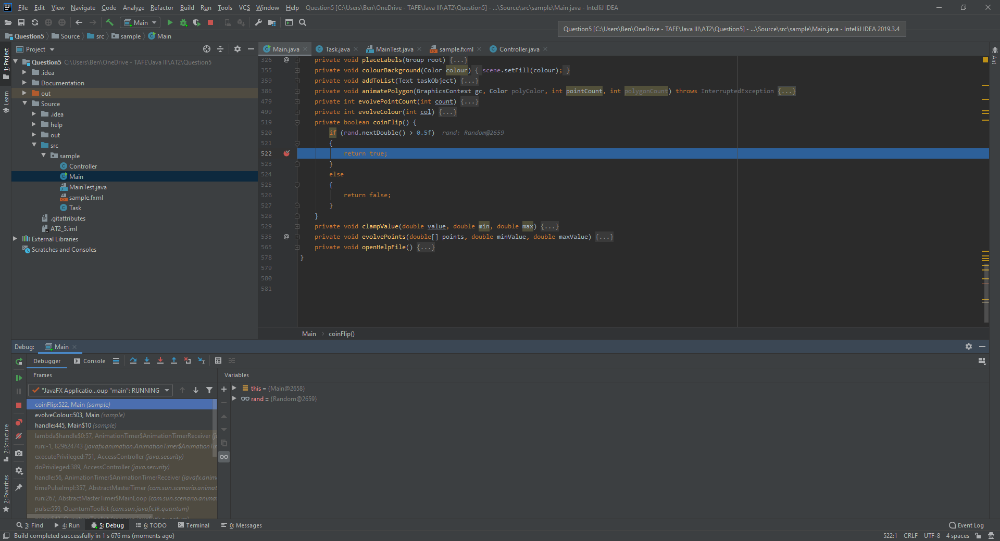 File Edit View Navigate Code Analyze Refactor Build Run Tools VCS Window Help Question5 [C:\Users\Ben\OneDrive - TAFE\Java III\AT2\Question5] - ...\Source\src\sample\Main.java - IntelliJ IDEA
Main
Question5 [C:\Users\Ben\OneDrive - TAFE\Java III\AT2\Question5] - ...\Source\src\sample\Main.java - IntelliJ IDEA 2019.3.4
Question5 Source src sample Main
1: Project
Learn
7: Structure
2: Favorites
Ant
Project
Question5 C:\Users\Ben\OneDrive - TAFE\Java III\AT2\Question5
.idea
Documentation
out
Source
.idea
help
out
src
sample
Controller
Main
MainTest.java
sample.fxml
Task
.gitattributes
AT2_5.iml
External Libraries
Scratches and Consoles
Main.java Task.java MainTest.java sample.fxml Controller.java
326 @ private void placeLabels(Group root) {...}
355 private void colourBackground(Color colour) { scene.setFill(colour); }
359 private void addToList(Text taskObject) {...}
386 private void animatePolygon(GraphicsContext gc, Color polyColor, int pointCount, int polygonCount) throws InterruptedException {...}
479 private int evolvePointCount(int count) {...}
499 private int evolveColour(int col) {...}
519 private boolean coinFlip() {
520 if (rand.nextDouble() > 0.5f) rand: Random@2659
521 {
522 return true;
523 }
524 else
525 {
526 return false;
527 }
528 }
529 private void clampValue(double value, double min, double max) {...}
535 @ private void evolvePoints(double[] points, double minValue, double maxValue) {...}
565 private void openHelpFile() {...}
578 }
579
580
581
Main coinFlip()
Debug: Main
Debugger Console
Frames
"JavaFX Applicatio...oup "main": RUNNING
coinFlip:522, Main (sample)
evolveColour:503, Main (sample)
handle:445, Main$10 (sample)
lambda$handle$0:57, AnimationTimer$AnimationTimerReceiver
run:-1, 829624743 (javafx.animation.AnimationTimer$AnimationTi
executePrivileged:751, AccessController (java.security)
doPrivileged:389, AccessController (java.security)
handle:56, AnimationTimer$AnimationTimerReceiver (javafx.anim
timePulseImpl:357, AbstractMasterTimer (com.sun.scenario.animat
run:267, AbstractMasterTimer$MainLoop (com.sun.scenario.animat
pulse:559, QuantumToolkit (com.sun.javafx.tk.quantum)
Variables
this = {Main@2658}
rand = {Random@2659}
3: Find 4: Run 5: Debug 6: TODO Terminal 0: Messages Event Log
Build completed successfully in 1 s 676 ms (moments ago) 522:1 CRLF UTF-8 4 spaces